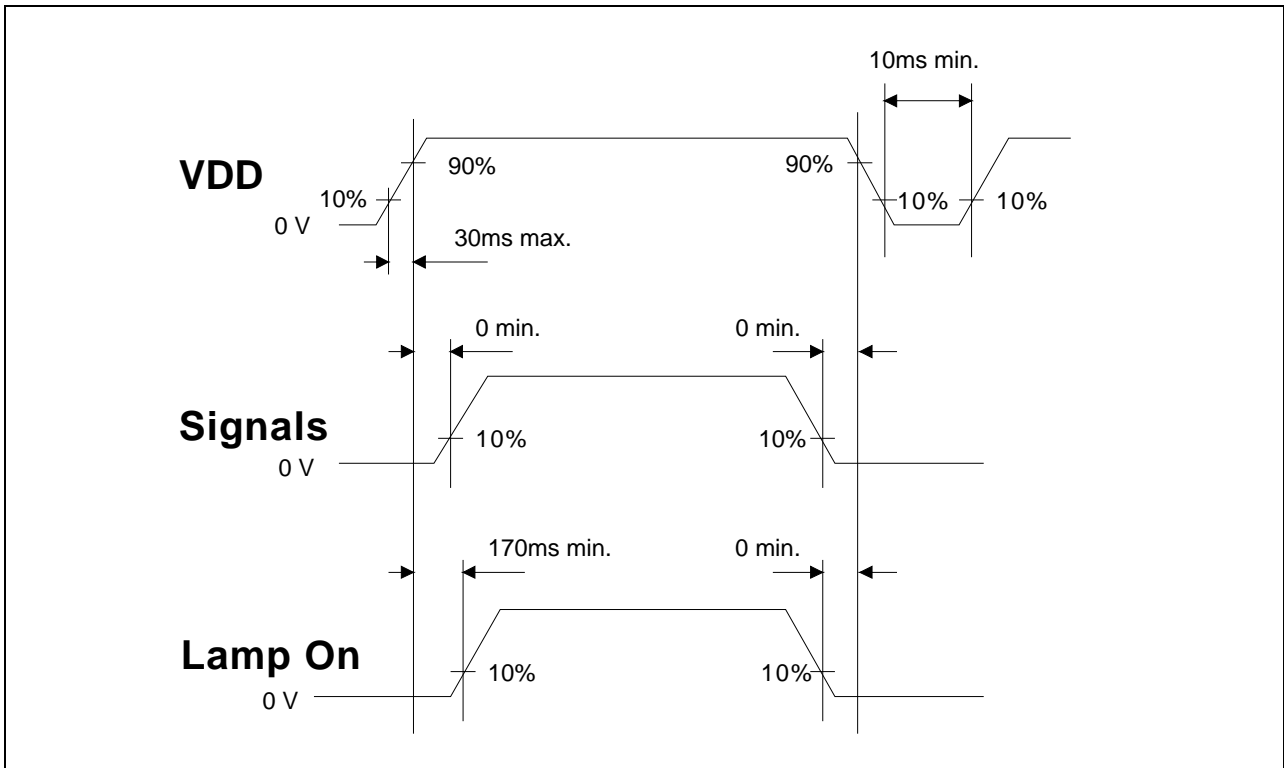 10ms min.
VDD
90%
90%
10%
10%
10%
0 V
30ms max.
0 min.
0 min.
Signals
10%
10%
0 V
170ms min.
0 min.
Lamp On
10%
10%
0 V